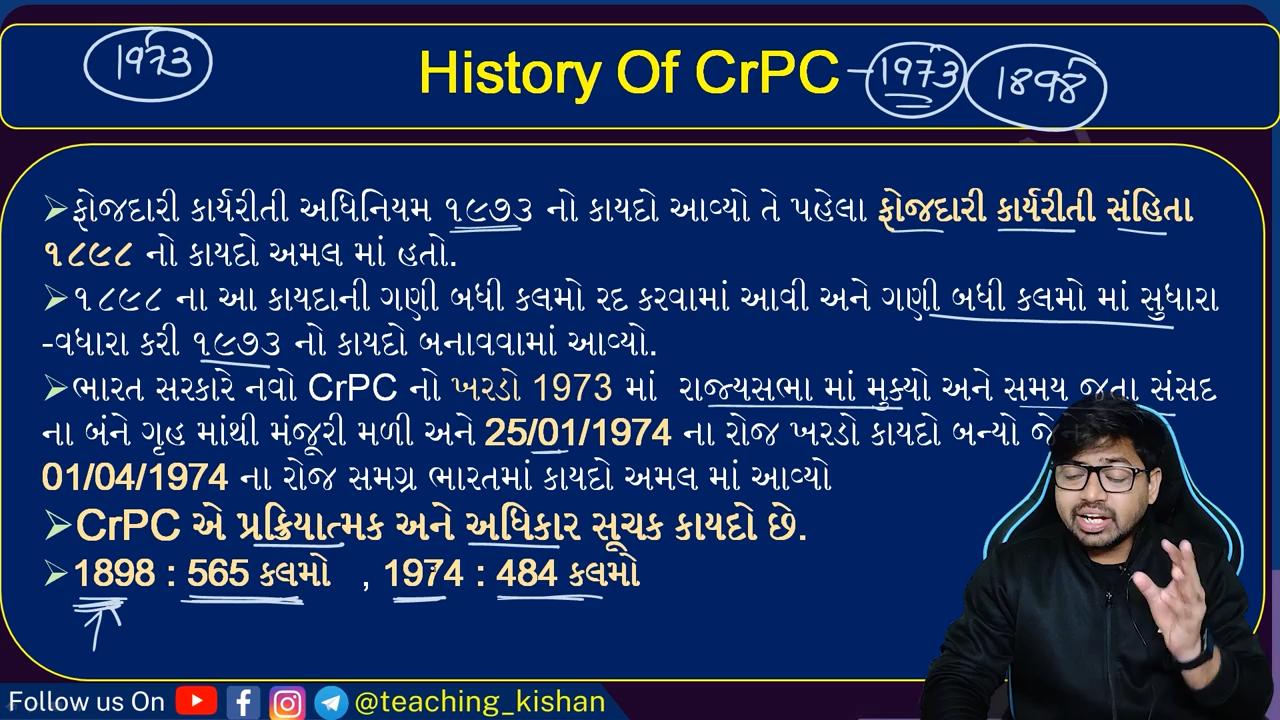 1973
History Of CrPC - 1973 1898
➢ફોજદારી કાર્યરીતી અધિનિયમ ૧૯૭૩ નો કાયદો આવ્યો તે પહેલા ફોજદારી કાર્યરીતી સંહિતા
૧૮૯૮ નો કાયદો અમલ માં હતો.
➢૧૮૯૮ ના આ કાયદાની ગણી બધી કલમો રદ કરવામાં આવી અને ગણી બધી કલમો માં સુધારા
-વધારા કરી ૧૯૭૩ નો કાયદો બનાવવામાં આવ્યો.
➢ભારત સરકારે નવો CrPC નો ખરડો 1973 માં રાજ્યસભા માં મુક્યો અને સમય જતા સંસદ
ના બંને ગૃહ માંથી મંજૂરી મળી અને 25/01/1974 ના રોજ ખરડો કાયદો બન્યો
01/04/1974 ના રોજ સમગ્ર ભારતમાં કાયદો અમલ માં આવ્યો
➢CrPC એ પ્રક્રિયાત્મક અને અધિકાર સૂચક કાયદો છે.
➢1898 : 565 કલમો , 1974 : 484 કલમો
Follow us On @teaching_kishan